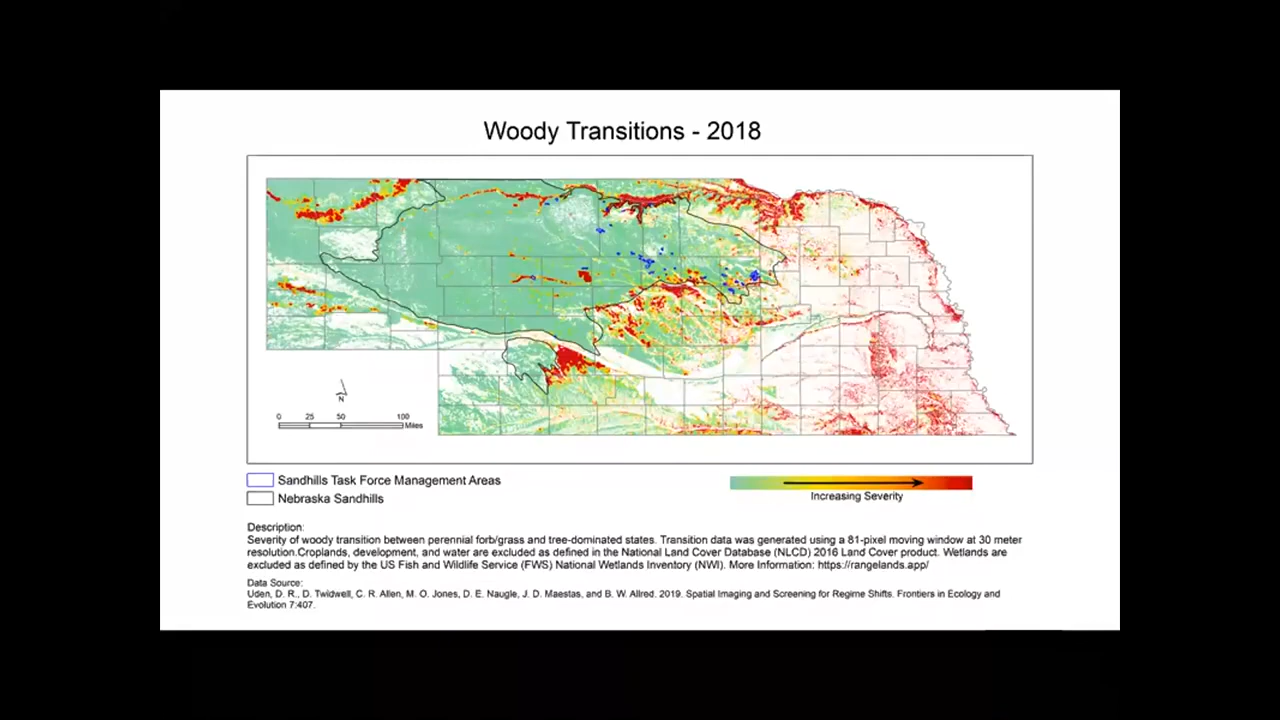 Woody Transitions - 2018
N
0 25 50 100
Miles
Sandhills Task Force Management Areas
Nebraska Sandhills
Increasing Severity
Description:
Severity of woody transition between perennial forb/grass and tree-dominated states. Transition data was generated using a 81-pixel moving window at 30 meter
resolution.Croplands, development, and water are excluded as defined in the National Land Cover Database (NLCD) 2016 Land Cover product. Wetlands are
excluded as defined by the US Fish and Wildlife Service (FWS) National Wetlands Inventory (NWI). More Information: https://rangelands.app/
Data Source:
Uden, D. R., D. Twidwell, C. R. Allen, M. O. Jones, D. E. Naugle, J. D. Maestas, and B. W. Allred. 2019. Spatial Imaging and Screening for Regime Shifts. Frontiers in Ecology and
Evolution 7:407.